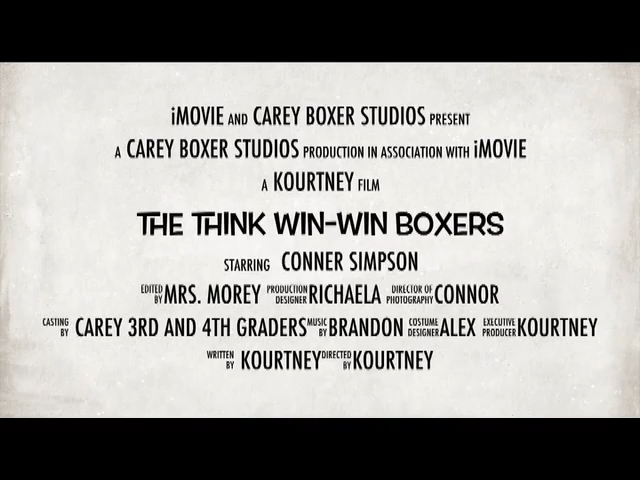 iMOVIE AND CAREY BOXER STUDIOS PRESENT
A CAREY BOXER STUDIOS PRODUCTION IN ASSOCIATION WITH iMOVIE
A KOURTNEY FILM
THE THINK WIN-WIN BOXERS
STARRING CONNER SIMPSON
EDITED BY MRS. MOREY PRODUCTION DESIGNER RICHAELA DIRECTOR OF PHOTOGRAPHY CONNOR
CASTING BY CAREY 3RD AND 4TH GRADERS MUSIC BY BRANDON COSTUME DESIGNER ALEX EXECUTIVE PRODUCER KOURTNEY
WRITTEN BY KOURTNEY DIRECTED BY KOURTNEY